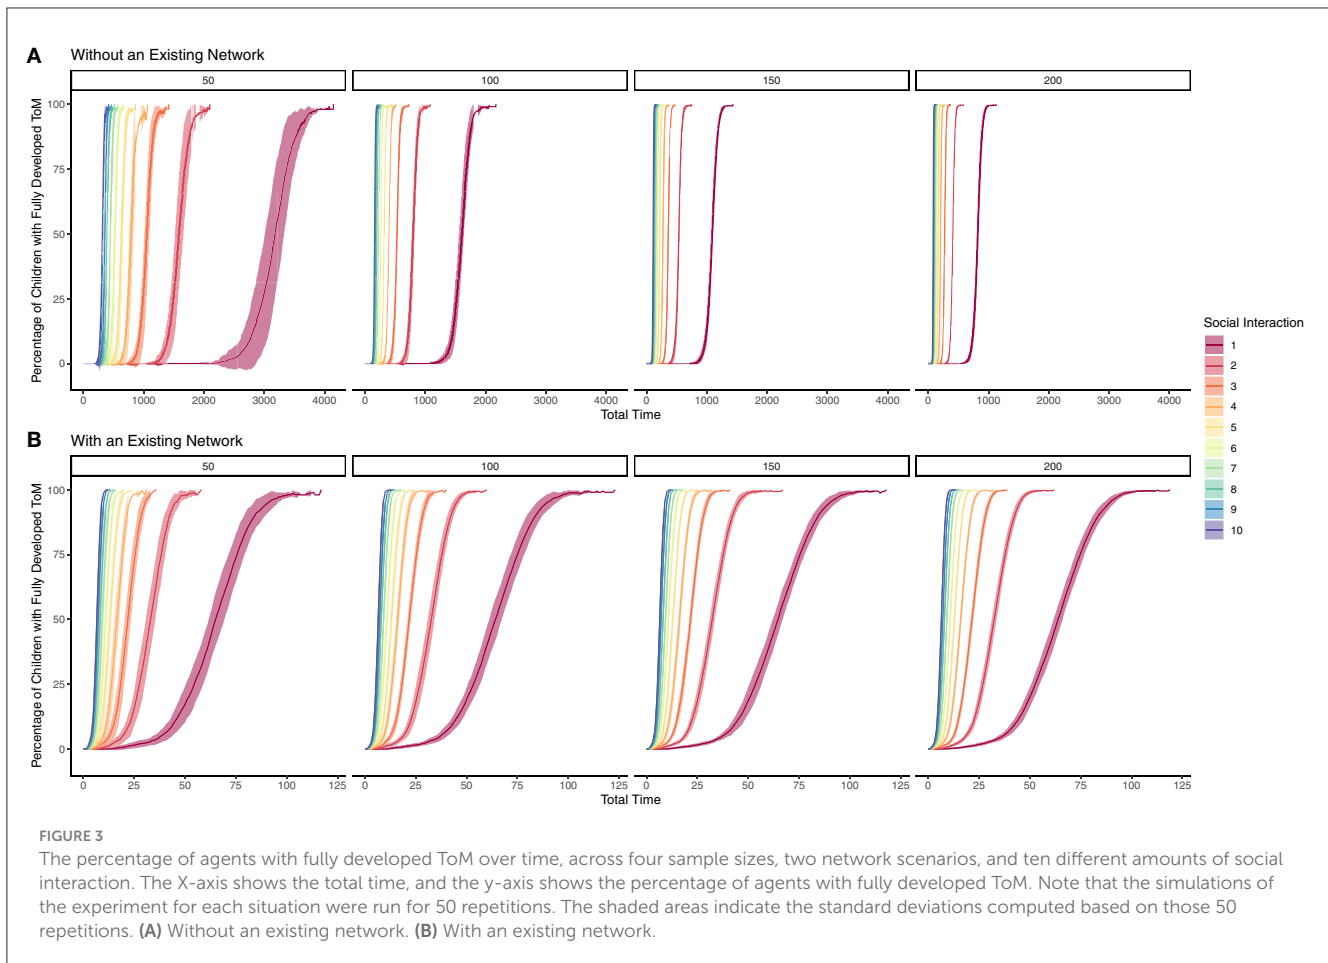 A Without an Existing Network
50 100 150 200
Percentage of Children with Fully Developed ToM
100
75
50
25
0
0 1000 2000 3000 4000 0 1000 2000 3000 4000 0 1000 2000 3000 4000 0 1000 2000 3000 4000
Total Time
B With an Existing Network
50 100 150 200
Percentage of Children with Fully Developed ToM
100
75
50
25
0
0 25 50 75 100 125 0 25 50 75 100 125 0 25 50 75 100 125 0 25 50 75 100 125
Total Time
Social Interaction
1
2
3
4
5
6
7
8
9
10
FIGURE 3
The percentage of agents with fully developed ToM over time, across four sample sizes, two network scenarios, and ten different amounts of social
interaction. The X-axis shows the total time, and the y-axis shows the percentage of agents with fully developed ToM. Note that the simulations of
the experiment for each situation were run for 50 repetitions. The shaded areas indicate the standard deviations computed based on those 50
repetitions. (A) Without an existing network. (B) With an existing network.